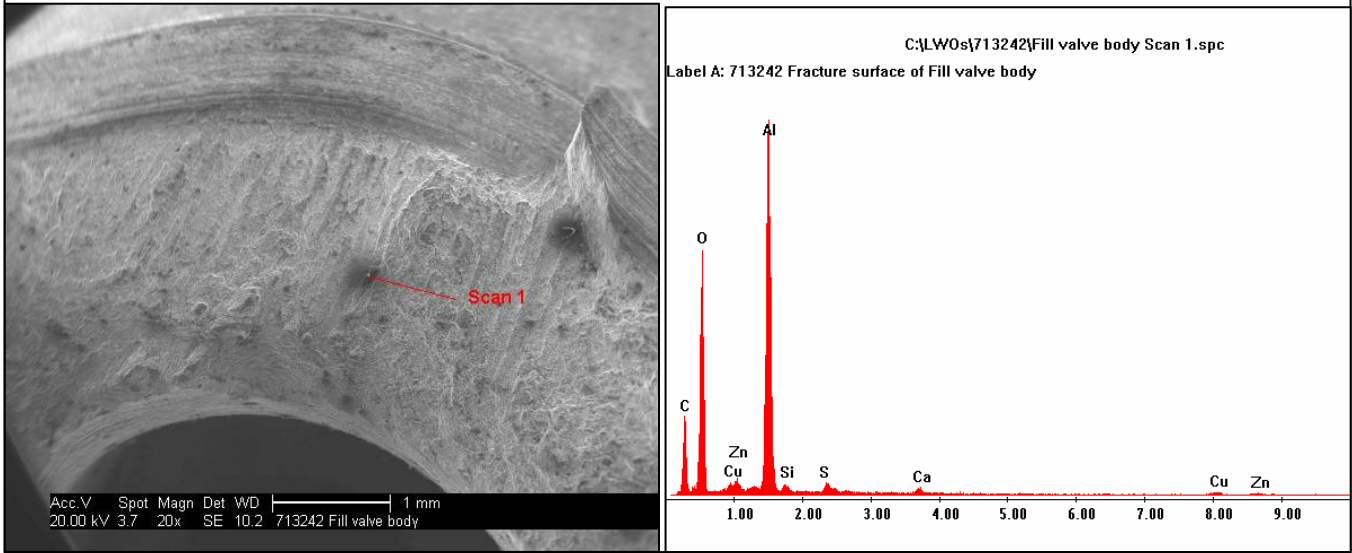 Scan 1
Acc.V Spot Magn Det WD 1 mm
20.00 kV 3.7 20x SE 10.2 713242 Fill valve body
C:\LWOs\713242\Fill valve body Scan 1.spc
Label A: 713242 Fracture surface of Fill valve body
Al
O
C
Zn
Cu Si S Ca Cu Zn
1.00 2.00 3.00 4.00 5.00 6.00 7.00 8.00 9.00